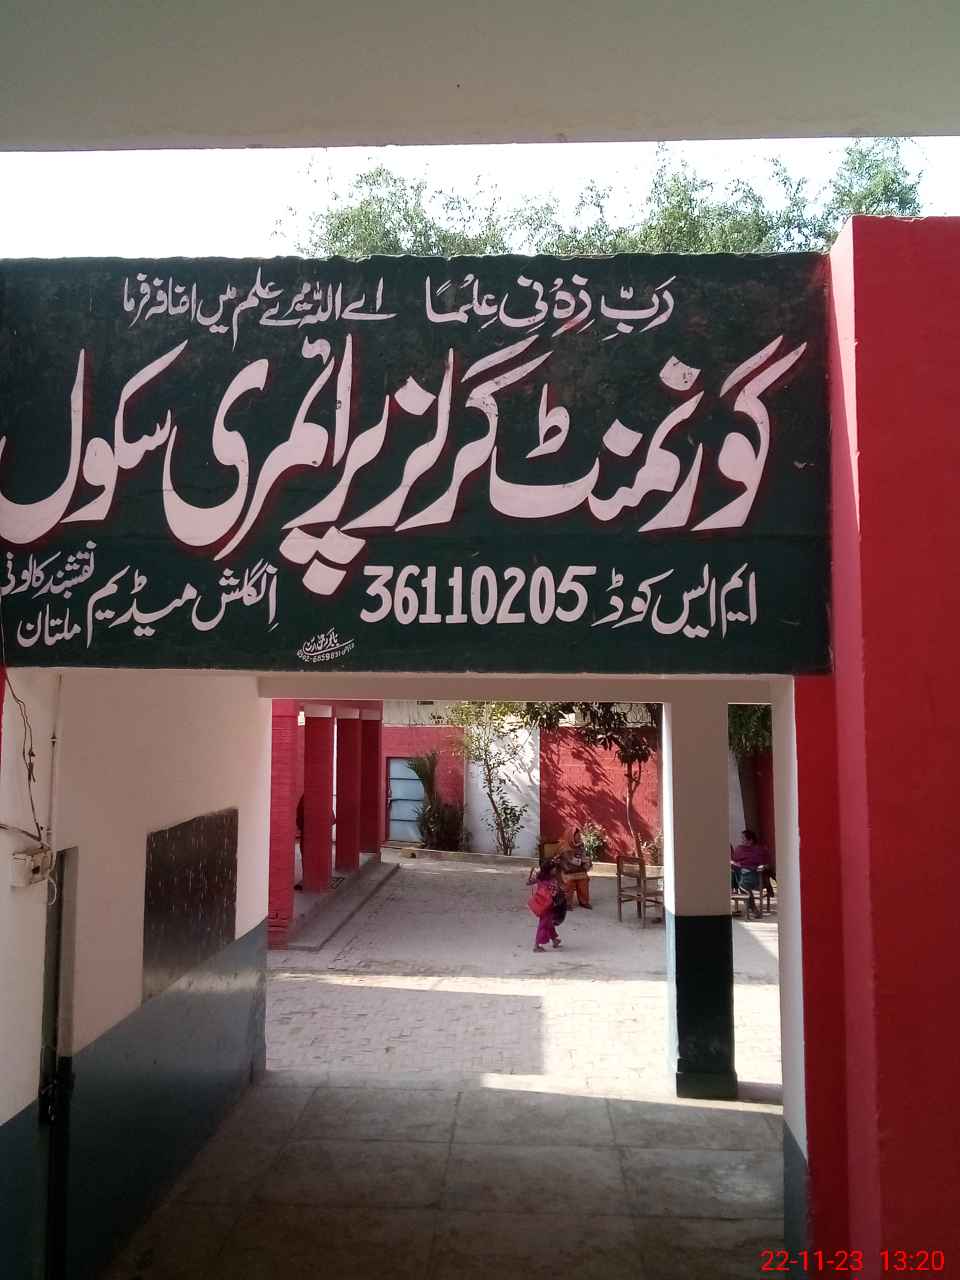 رَبِّ زِدْنِی عِلْمًا اے اللہ میرے علم میں اضافہ فرما
گورنمنٹ گرلز پرائمری سکول
ایم ایس کوڈ 36110205 اِنگلش میڈیم نقشبند کالونی
ملتان
22-11-23 13:20